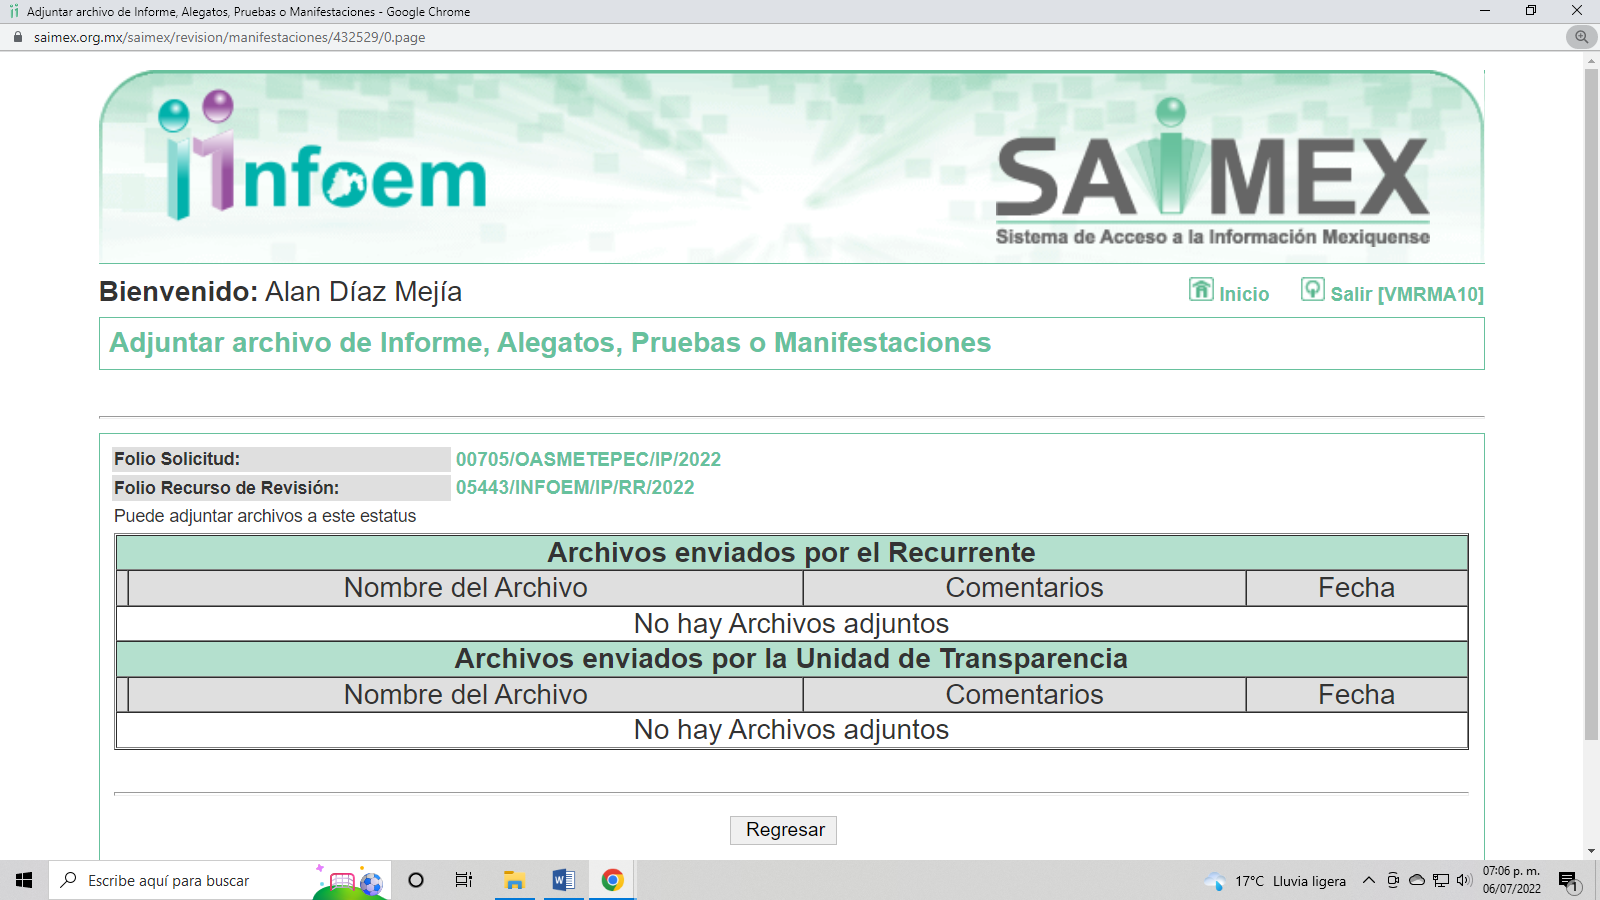 Adjuntar archivo de Informe, Alegatos, Pruebas o Manifestaciones - Google Chrome
saimex.org.mx/saimex/revision/manifestaciones/432529/0.page
infoem
SAIMEX
Sistema de Acceso a la Información Mexiquense
Bienvenido: Alan Díaz Mejía
Inicio
Salir [VMRMA10]
Adjuntar archivo de Informe, Alegatos, Pruebas o Manifestaciones
Folio Solicitud: 00705/OASMETEPEC/IP/2022
Folio Recurso de Revisión: 05443/INFOEM/IP/RR/2022
Puede adjuntar archivos a este estatus
Archivos enviados por el Recurrente
Nombre del Archivo Comentarios Fecha
No hay Archivos adjuntos
Archivos enviados por la Unidad de Transparencia
Nombre del Archivo Comentarios Fecha
No hay Archivos adjuntos
Regresar
Escribe aquí para buscar
17°C Lluvia ligera
07:06 p. m.
06/07/2022
1